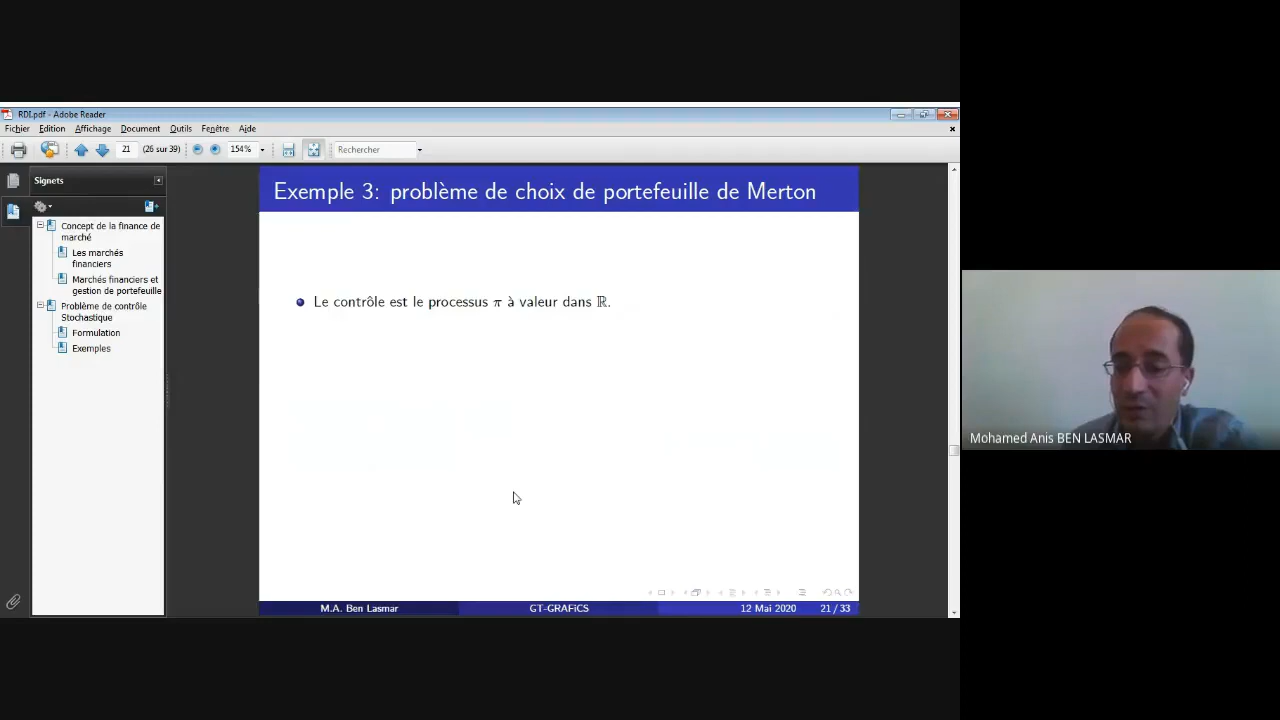 RDI.pdf - Adobe Reader
Fichier Edition Affichage Document Outils Fenêtre Aide
21 (26 sur 39) 154% Rechercher
Signets
Exemple 3: problème de choix de portefeuille de Merton
Concept de la finance de
marché
Les marchés
financiers
Marchés financiers et
gestion de portefeuille
Problème de contrôle
Stochastique
Formulation
Exemples
Le contrôle est le processus π à valeur dans ℝ.
Mohamed Anis BEN LASMAR
M.A. Ben Lasmar GT-GRAFiCS 12 Mai 2020 21 / 33